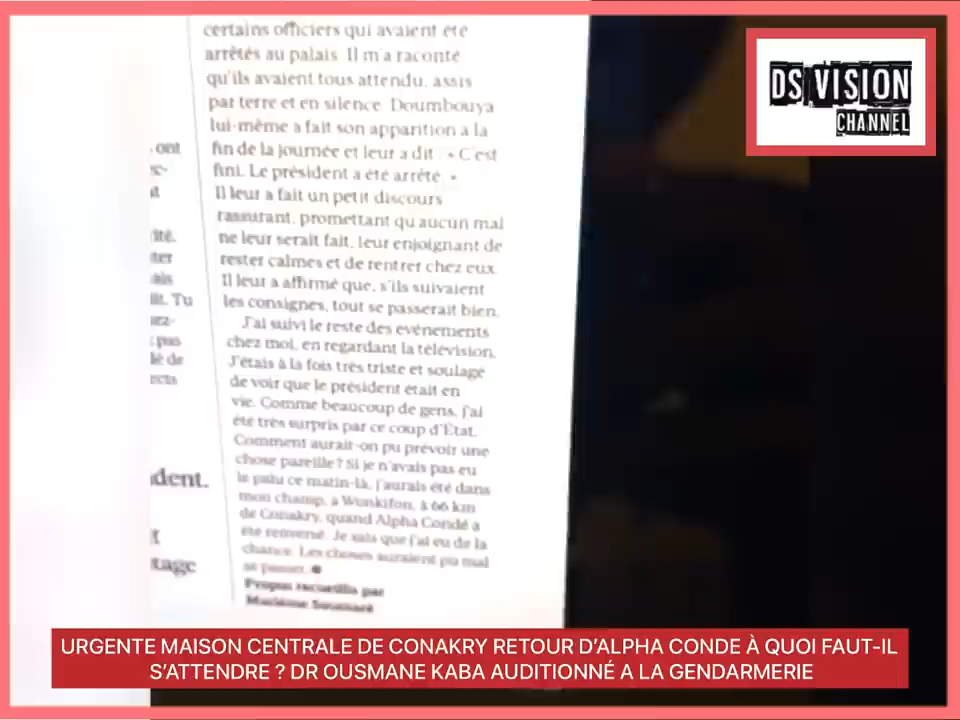 certains officiers qui avaient été
arrêtés au palais. Il m'a raconté
qu'ils avaient tous attendu, assis
par terre et en silence. Doumbouya
lui-même a fait son apparition à la
fin de la journée et leur a dit : « C'est
fini. Le président a été arrêté. »
Il leur a fait un petit discours
rassurant, promettant qu'aucun mal
ne leur serait fait, leur enjoignant de
rester calmes et de rentrer chez eux.
Il leur a affirmé que, s'ils suivaient
les consignes, tout se passerait bien.
J'ai suivi le reste des événements
chez moi, en regardant la télévision.
J'étais à la fois très triste et soulagé
de voir que le président était en
vie. Comme beaucoup de gens, j'ai
été très surpris par ce coup d'État.
Comment aurait-on pu prévoir une
chose pareille ? Si je n'avais pas eu
le palu ce matin-là, j'aurais été dans
mon champ, à Wonkifon, à 66 km
de Conakry, quand Alpha Condé a
été renversé. Je sais que j'ai eu de la
chance. Les choses auraient pu mal
se passer. ●
Propos recueillis par
Marième Soumaré
ont
ité.
ait. Tu
pas
dent.
tage
DS VISION
CHANNEL
URGENTE MAISON CENTRALE DE CONAKRY RETOUR D'ALPHA CONDE À QUOI FAUT-IL
S'ATTENDRE ? DR OUSMANE KABA AUDITIONNÉ A LA GENDARMERIE